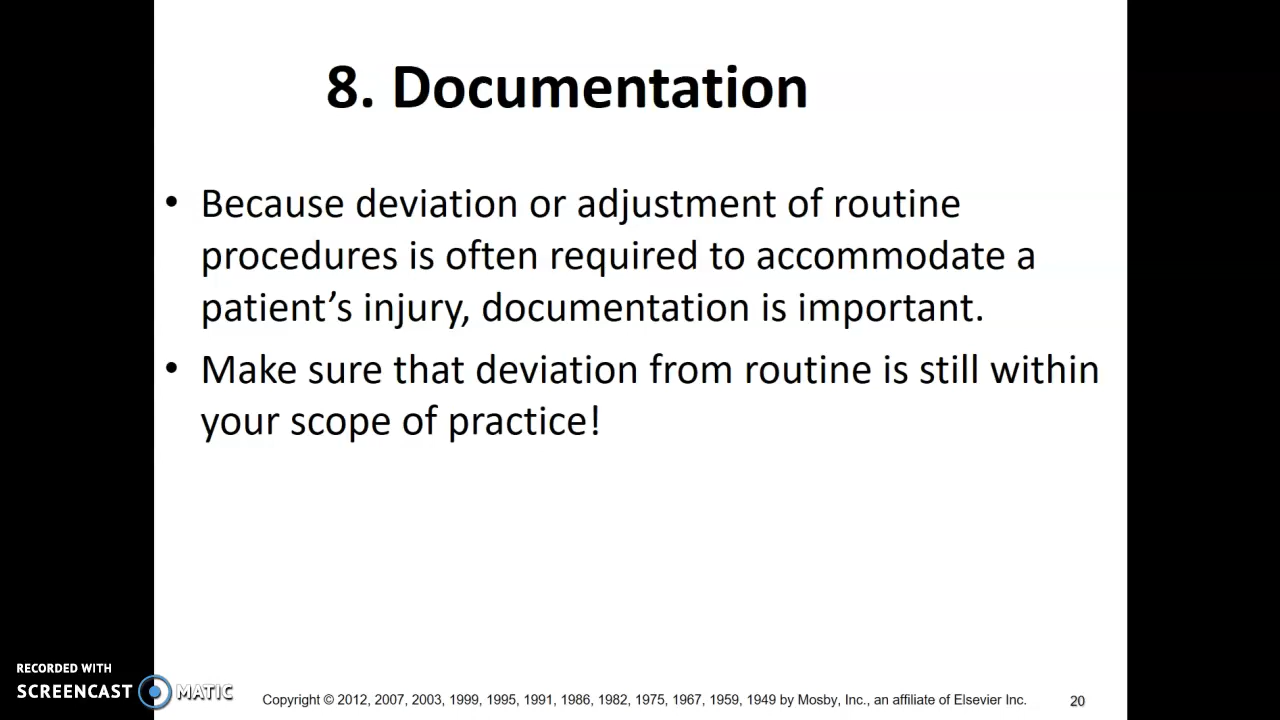 8. Documentation
• Because deviation or adjustment of routine
procedures is often required to accommodate a
patient’s injury, documentation is important.
• Make sure that deviation from routine is still within
your scope of practice!
RECORDED WITH
SCREENCAST MATIC
Copyright © 2012, 2007, 2003, 1999, 1995, 1991, 1986, 1982, 1975, 1967, 1959, 1949 by Mosby, Inc., an affiliate of Elsevier Inc.
20